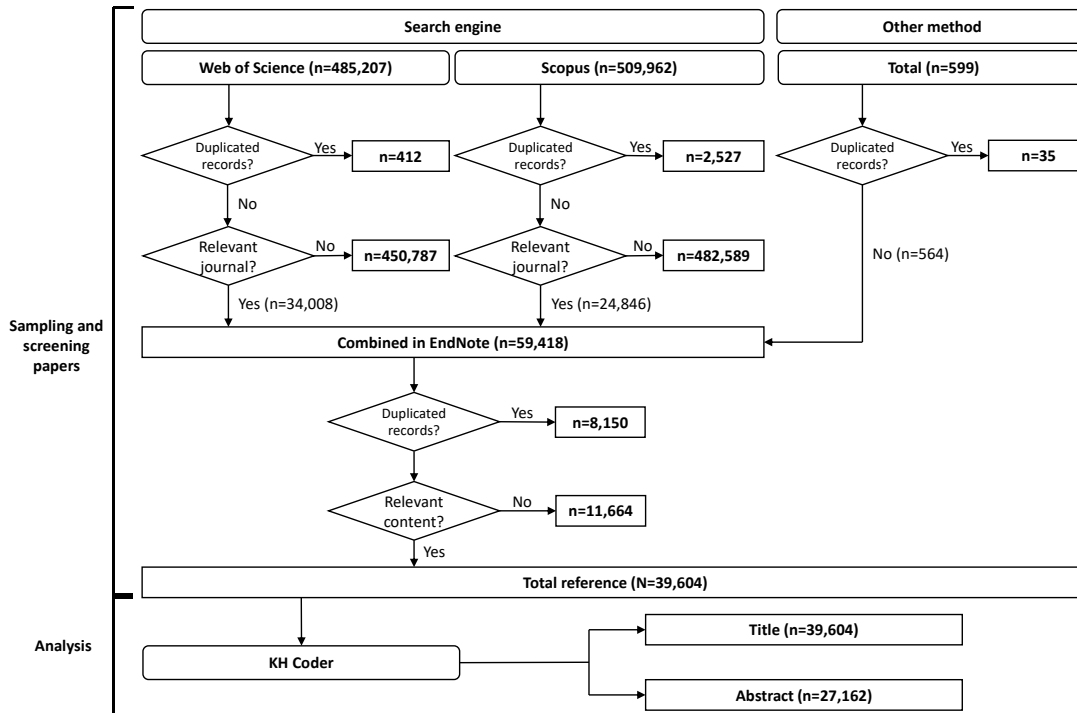 Search engine
Other method
Web of Science (n=485,207)
Scopus (n=509,962)
Total (n=599)
Duplicated
records?
Yes
n=412
Duplicated
records?
Yes
n=2,527
Duplicated
records?
Yes
n=35
No
No
Relevant
journal?
No
n=450,787
Relevant
journal?
No
n=482,589
No (n=564)
Yes (n=34,008)
Yes (n=24,846)
Sampling and
screening
papers
Combined in EndNote (n=59,418)
Duplicated
records?
Yes
n=8,150
Relevant
content?
No
n=11,664
Yes
Total reference (N=39,604)
Analysis
KH Coder
Title (n=39,604)
Abstract (n=27,162)